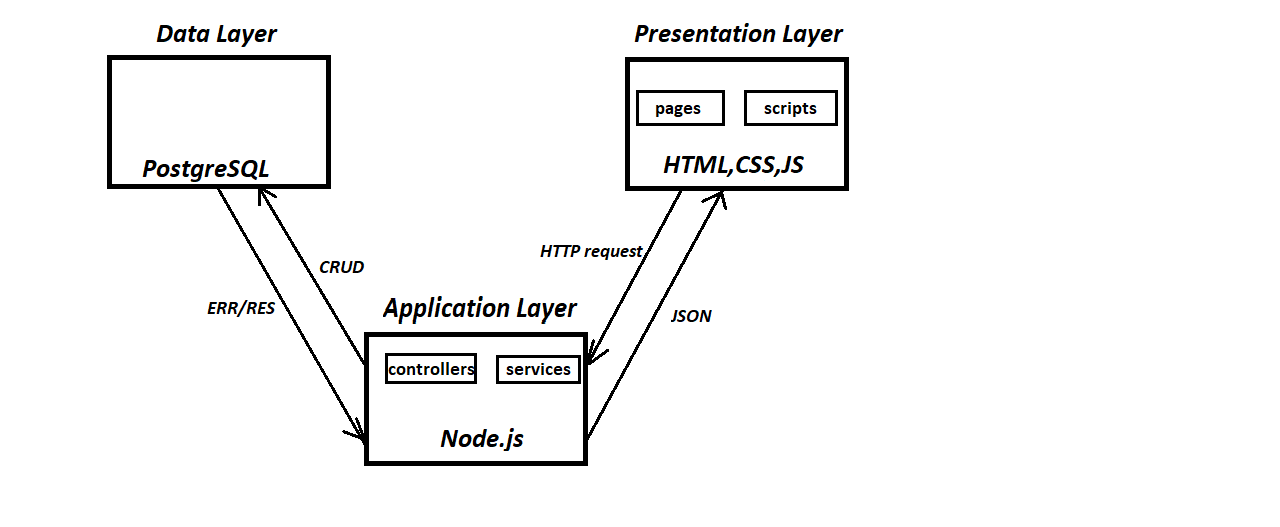 Data Layer
Presentation Layer
pages
scripts
PostgreSQL
HTML,CSS,JS
HTTP request
CRUD
ERR/RES
Application Layer
JSON
controllers
services
Node.js